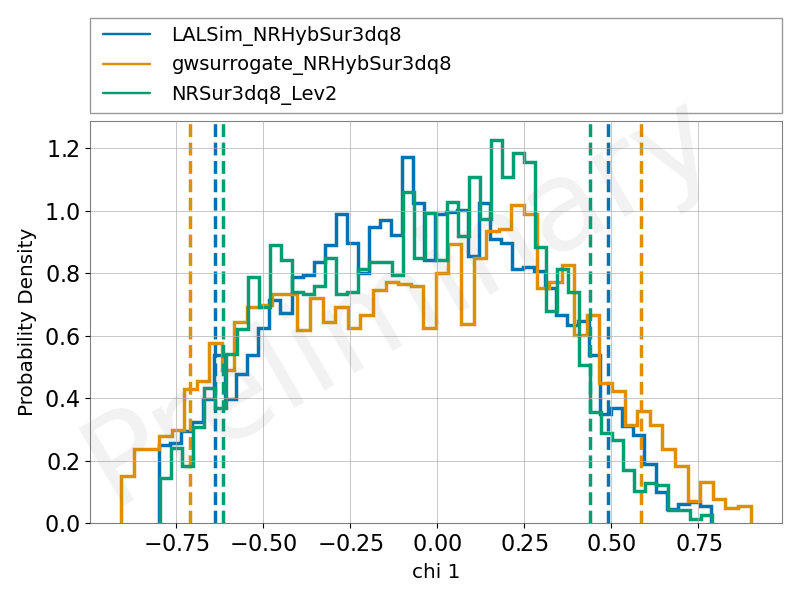 LALSim_NRHybSur3dq8
gwsurrogate_NRHybSur3dq8
NRSur3dq8_Lev2
Preliminary
1.2
1.0
0.8
0.6
0.4
0.2
0.0
Probability Density
−0.75 −0.50 −0.25 0.00 0.25 0.50 0.75
chi 1